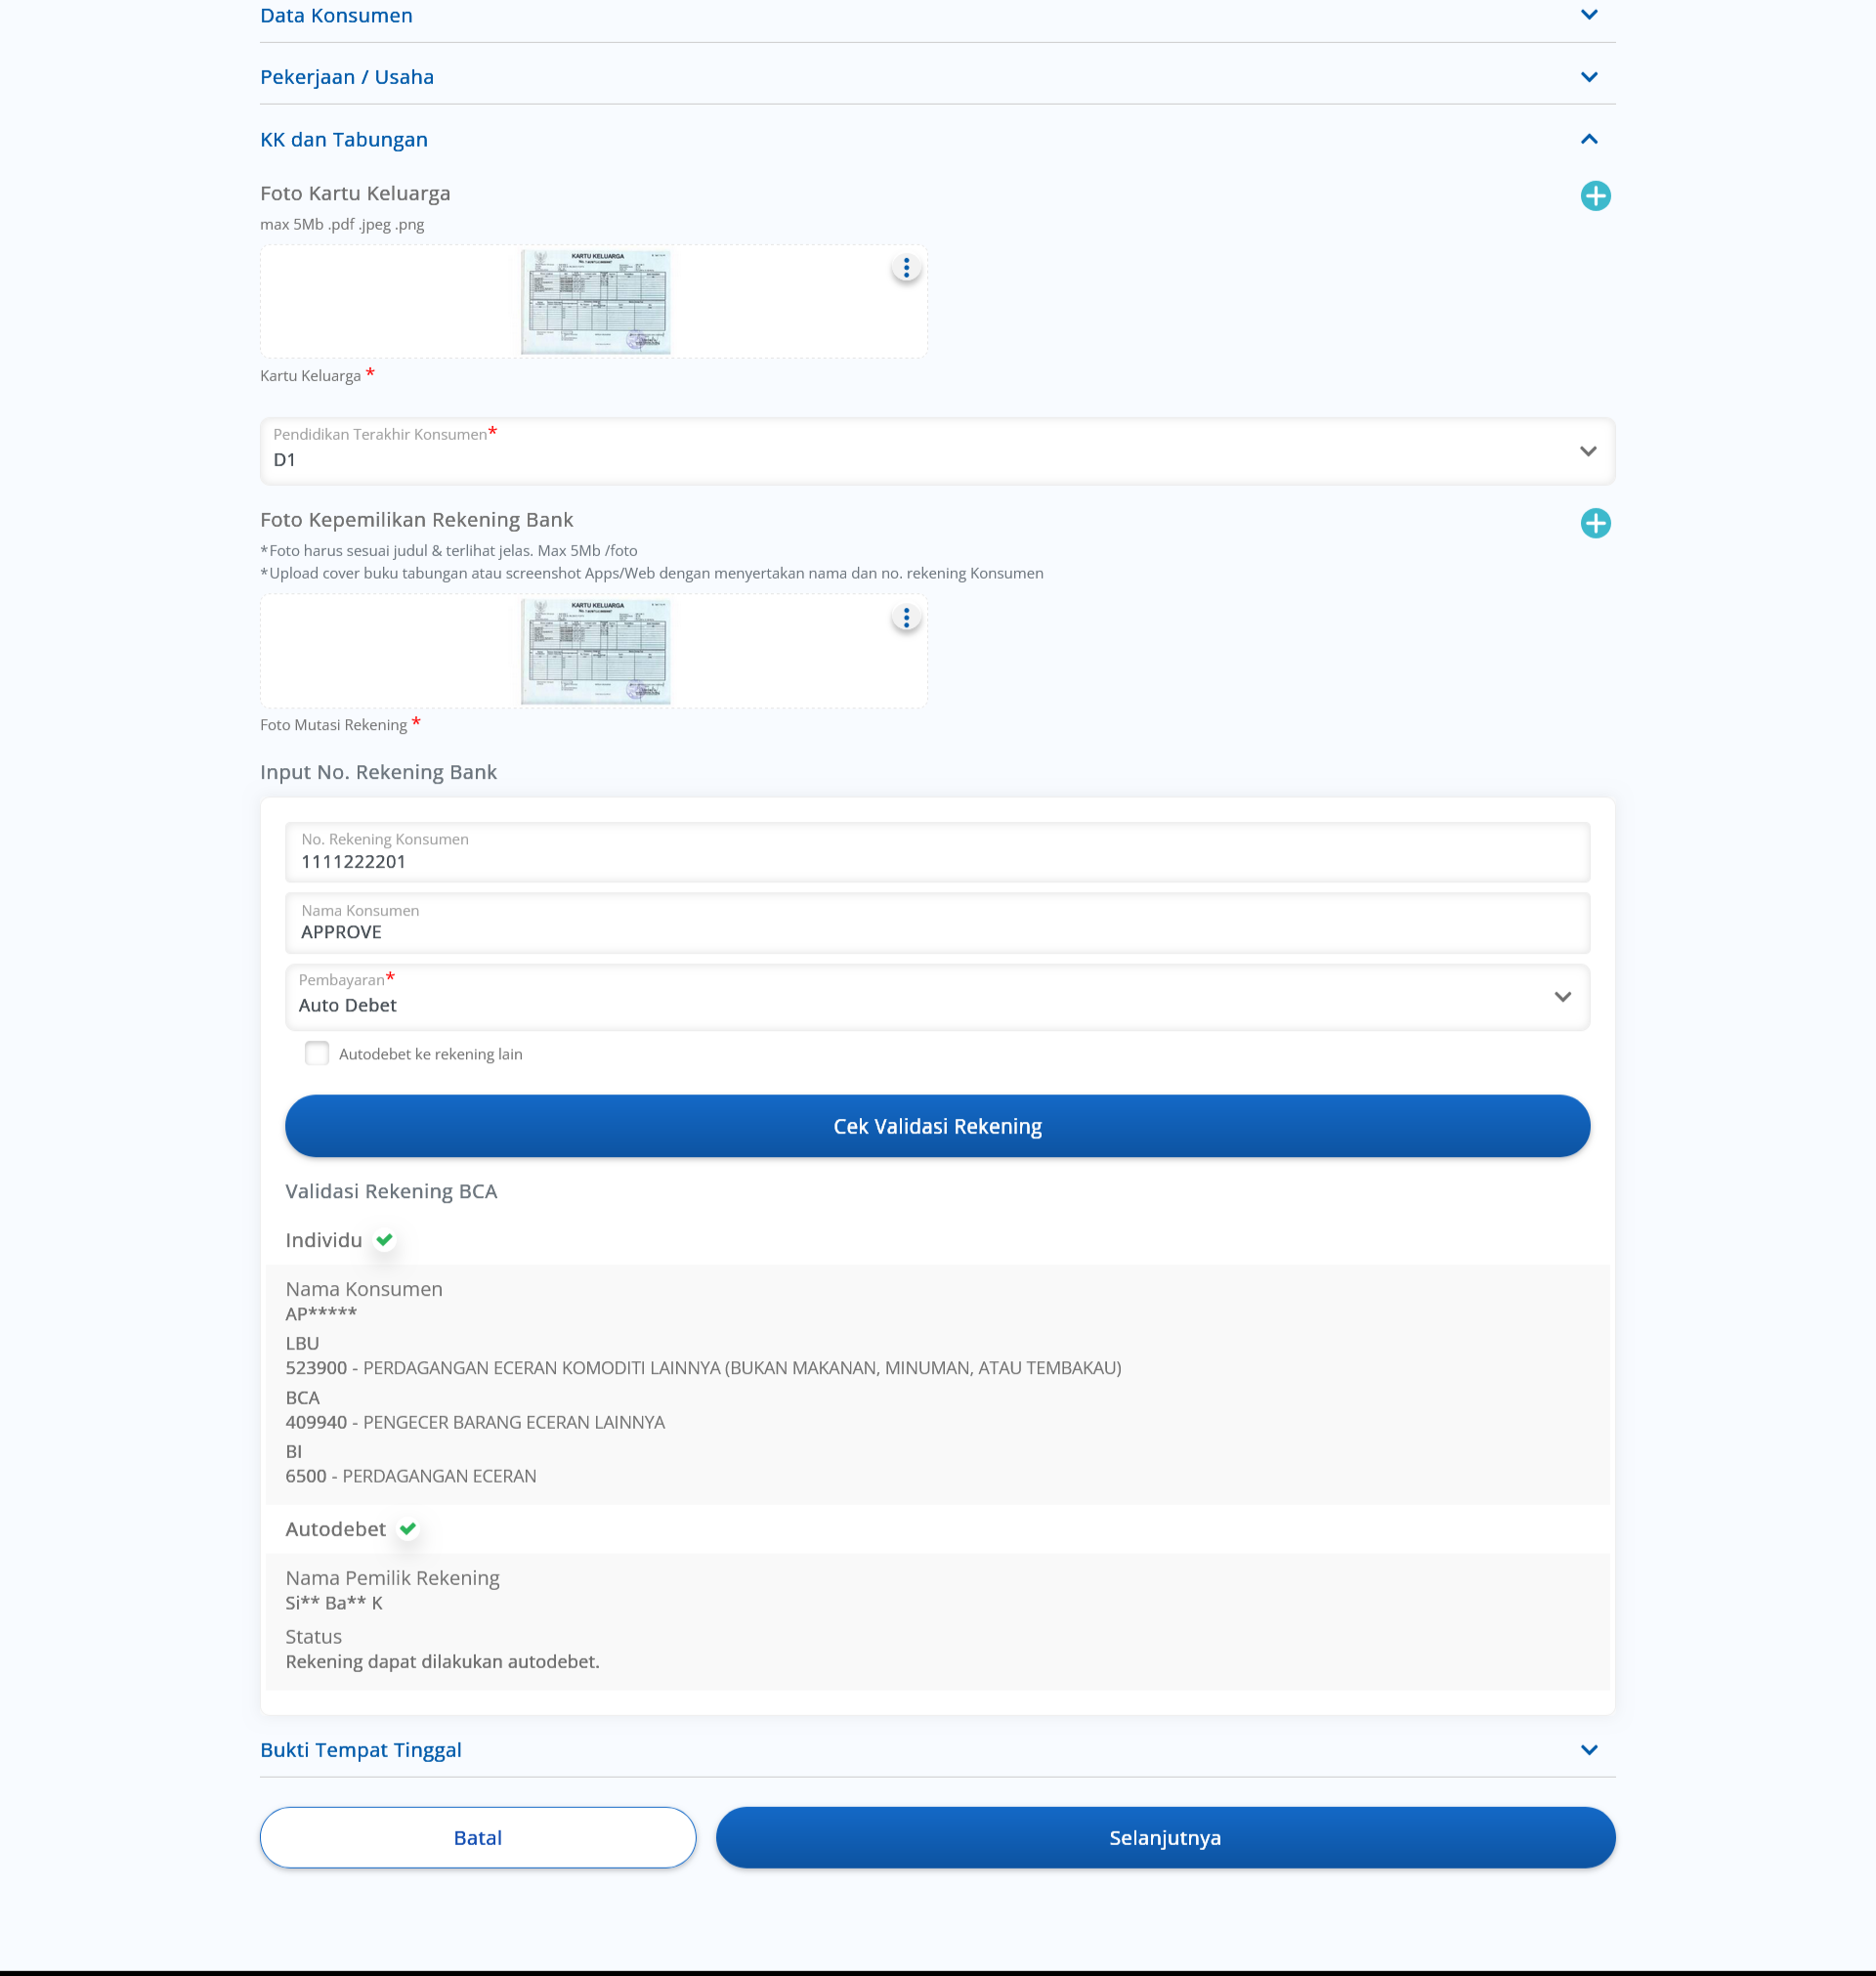 Data Konsumen
Pekerjaan / Usaha
KK dan Tabungan
Foto Kartu Keluarga
max 5Mb .pdf .jpeg .png
KARTU KELUARGA
Kartu Keluarga *
Pendidikan Terakhir Konsumen*
D1
Foto Kepemilikan Rekening Bank
*Foto harus sesuai judul & terlihat jelas. Max 5Mb /foto
*Upload cover buku tabungan atau screenshot Apps/Web dengan menyertakan nama dan no. rekening Konsumen
KARTU KELUARGA
Foto Mutasi Rekening *
Input No. Rekening Bank
No. Rekening Konsumen
1111222201
Nama Konsumen
APPROVE
Pembayaran*
Auto Debet
Autodebet ke rekening lain
Cek Validasi Rekening
Validasi Rekening BCA
Individu
Nama Konsumen
AP*****
LBU
523900 - PERDAGANGAN ECERAN KOMODITI LAINNYA (BUKAN MAKANAN, MINUMAN, ATAU TEMBAKAU)
BCA
409940 - PENGECER BARANG ECERAN LAINNYA
BI
6500 - PERDAGANGAN ECERAN
Autodebet
Nama Pemilik Rekening
Si** Ba** K
Status
Rekening dapat dilakukan autodebet.
Bukti Tempat Tinggal
Batal
Selanjutnya